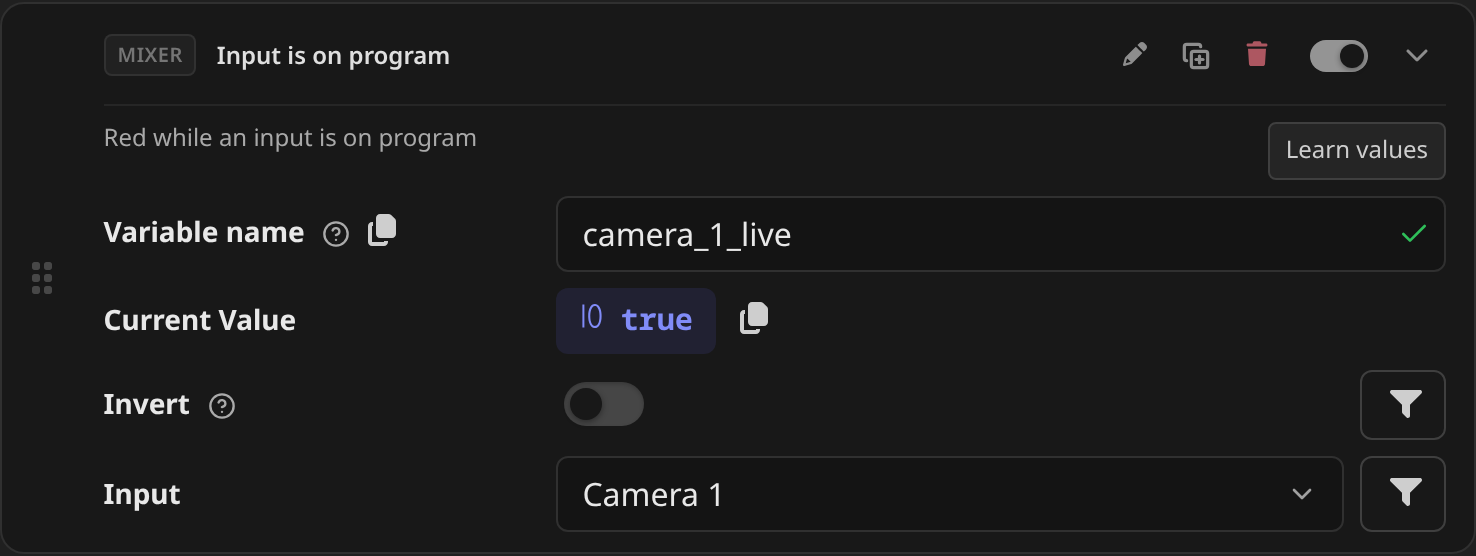 MIXER Input is on program
Red while an input is on program
Learn values
Variable name camera_1_live
Current Value true
Invert
Input Camera 1